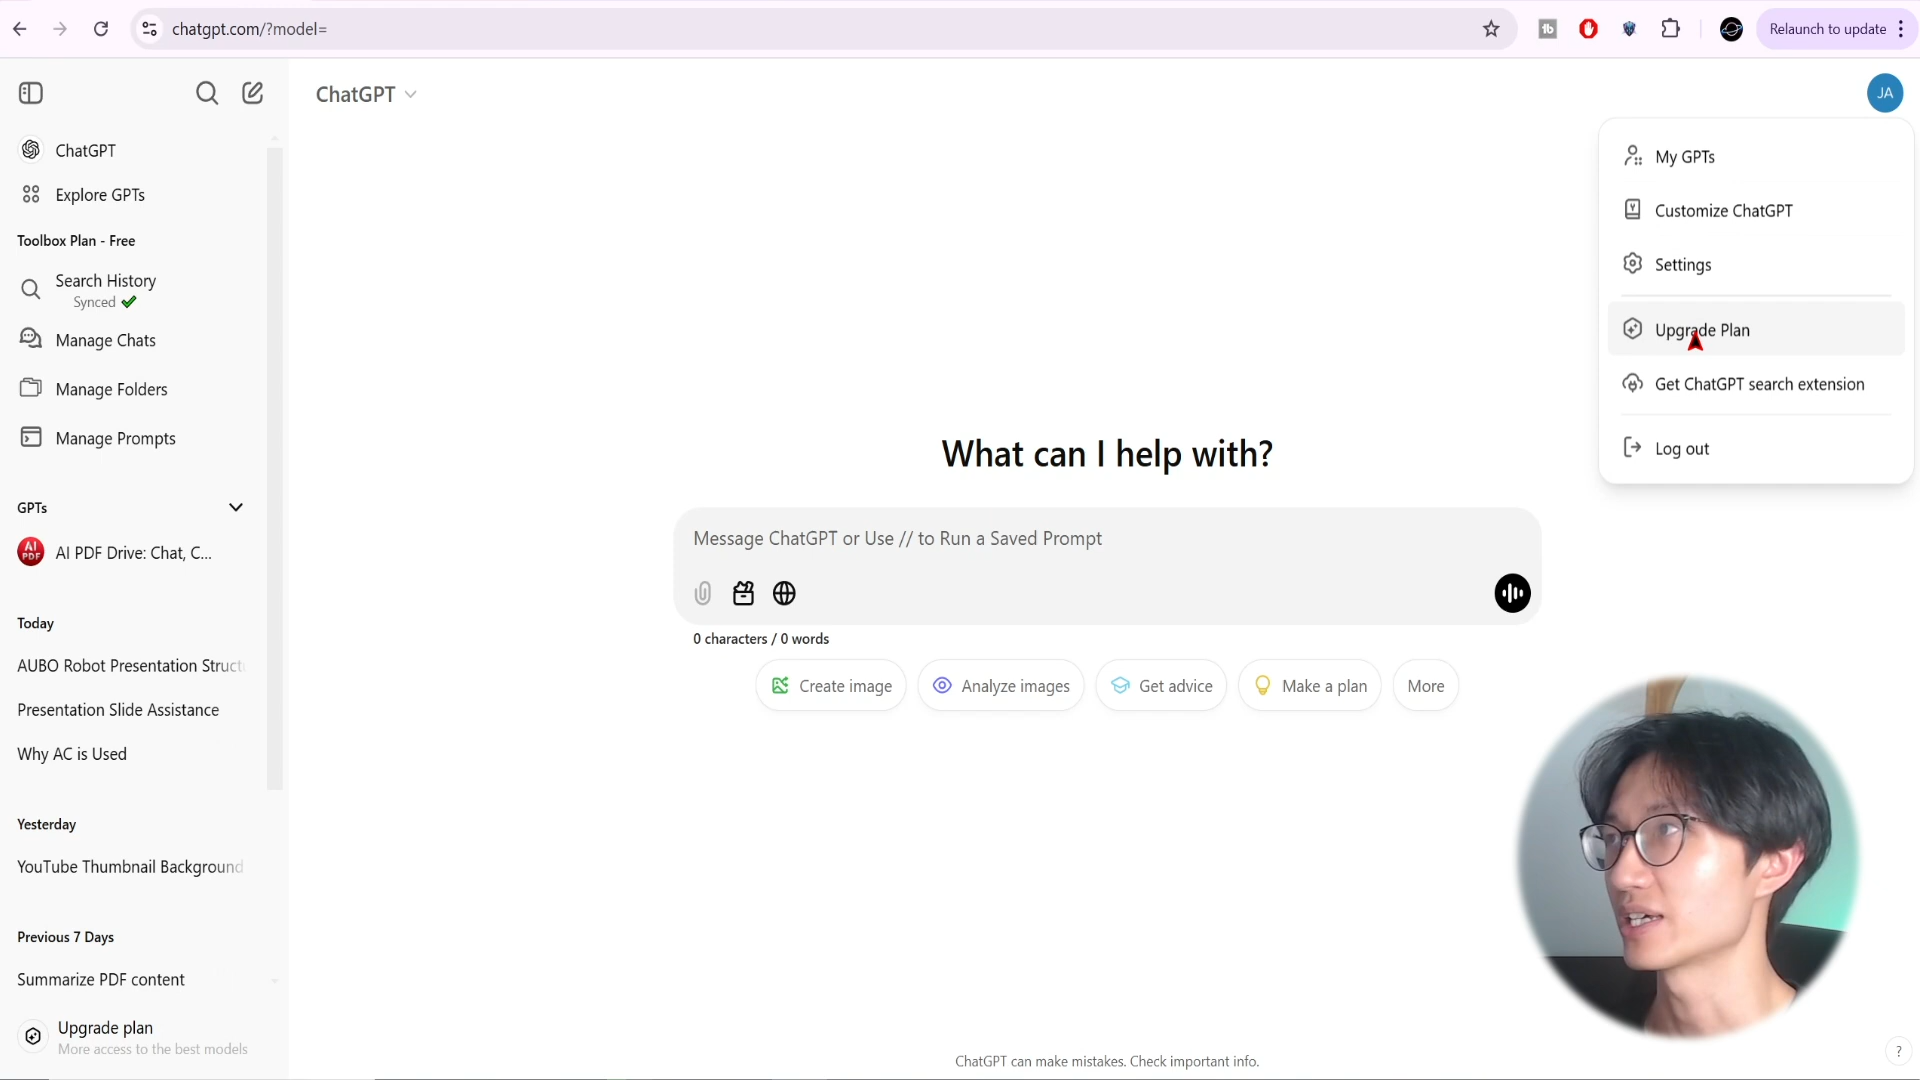 chatgpt.com/?model=
tb
Relaunch to update
ChatGPT
JA
ChatGPT
Explore GPTs
Toolbox Plan - Free
Search History
Synced
Manage Chats
Manage Folders
Manage Prompts
GPTs
AI PDF
AI PDF Drive: Chat, C...
Today
AUBO Robot Presentation Struct
Presentation Slide Assistance
Why AC is Used
Yesterday
YouTube Thumbnail Background
Previous 7 Days
Summarize PDF content
Upgrade plan
More access to the best models
My GPTs
Customize ChatGPT
Settings
Upgrade Plan
Get ChatGPT search extension
Log out
What can I help with?
Message ChatGPT or Use // to Run a Saved Prompt
0 characters / 0 words
Create image
Analyze images
Get advice
Make a plan
More
ChatGPT can make mistakes. Check important info.
?